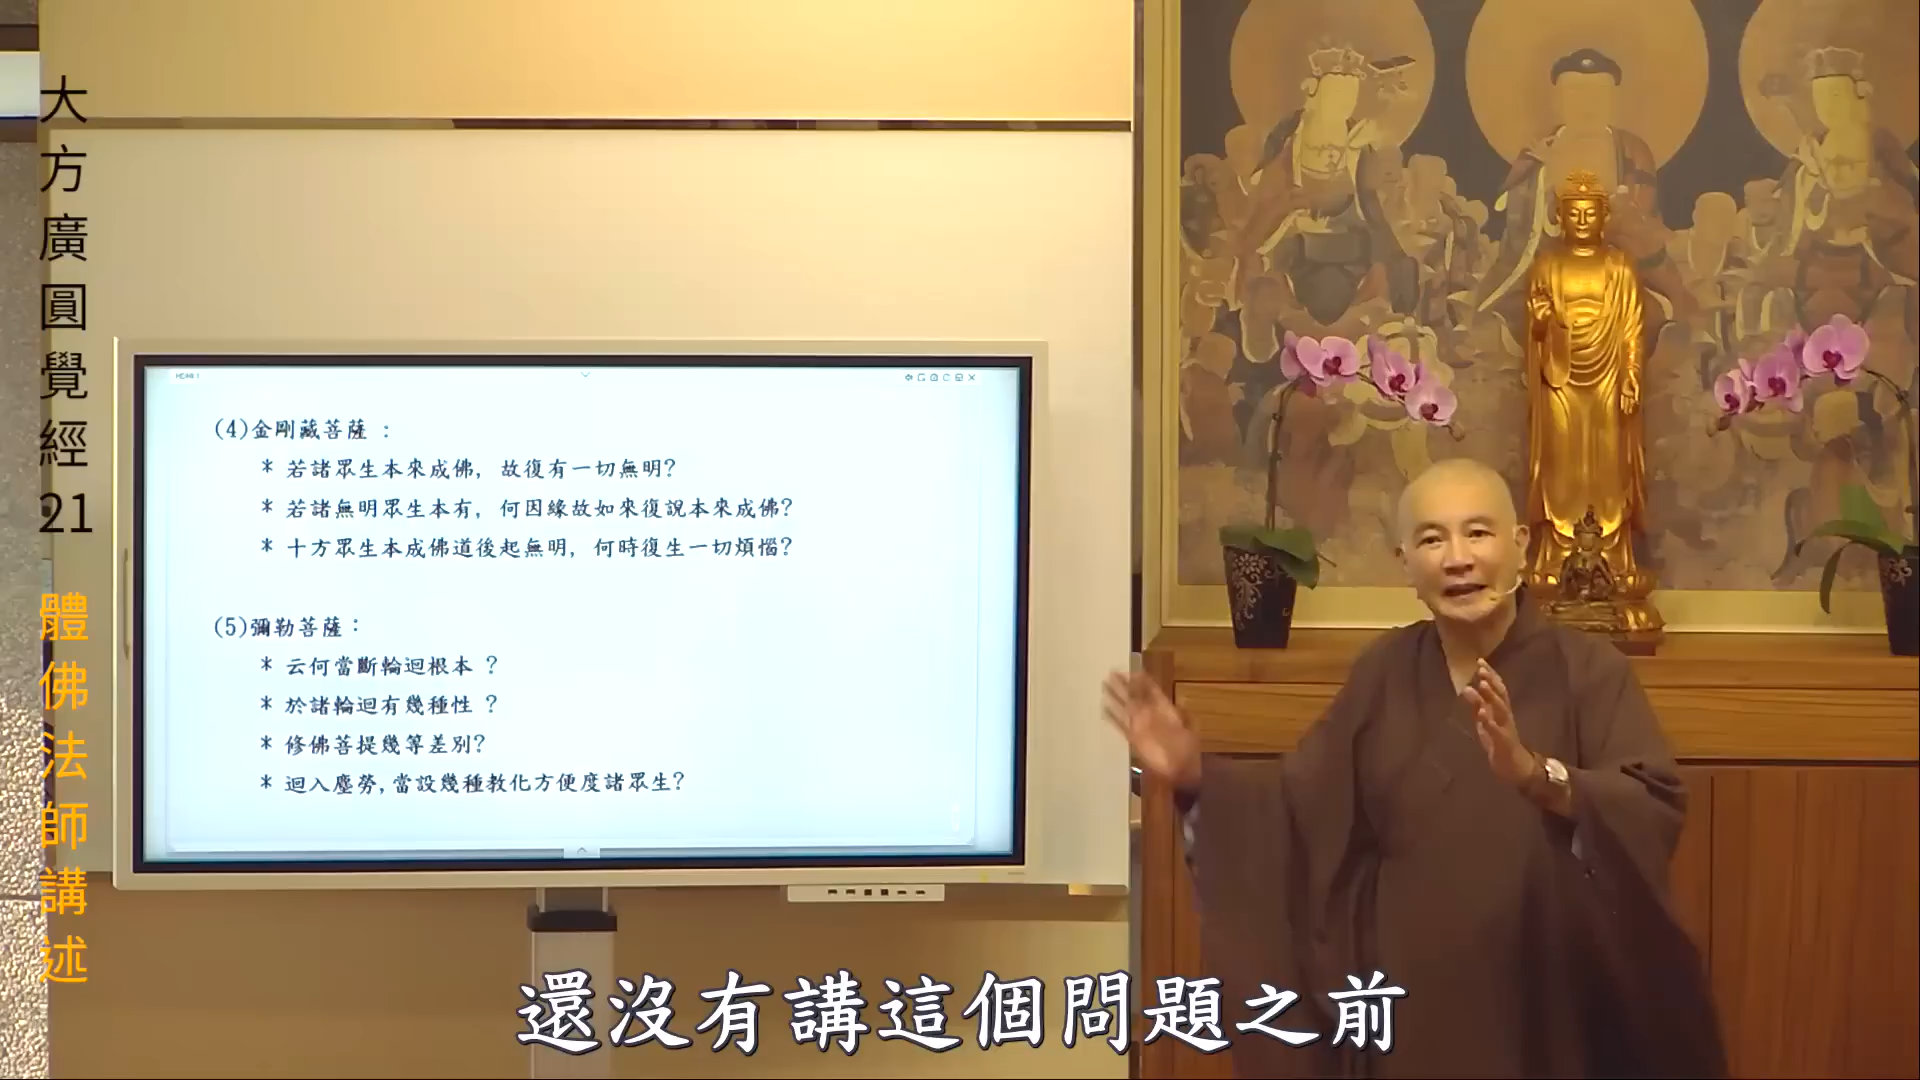 大方廣圓覺經21
體佛法師講述
HDMI 1
(4)金剛藏菩薩 :
* 若諸眾生本來成佛, 故復有一切無明?
* 若諸無明眾生本有, 何因緣故如來復說本來成佛?
* 十方眾生本成佛道後起無明, 何時復生一切煩惱?
(5)彌勒菩薩：
* 云何當斷輪迴根本 ?
* 於諸輪迴有幾種性 ?
* 修佛菩提幾等差別?
* 迴入塵勞,當設幾種教化方便度諸眾生?
還沒有講這個問題之前